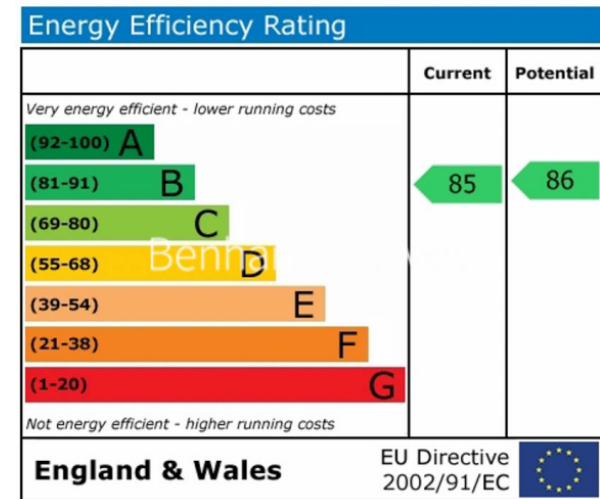 Energy Efficiency Rating
Current Potential
Very energy efficient - lower running costs
(92-100) A
(81-91) B 85 86
(69-80) C
(55-68) D
(39-54) E
(21-38) F
(1-20) G
Not energy efficient - higher running costs
England & Wales
EU Directive
2002/91/EC